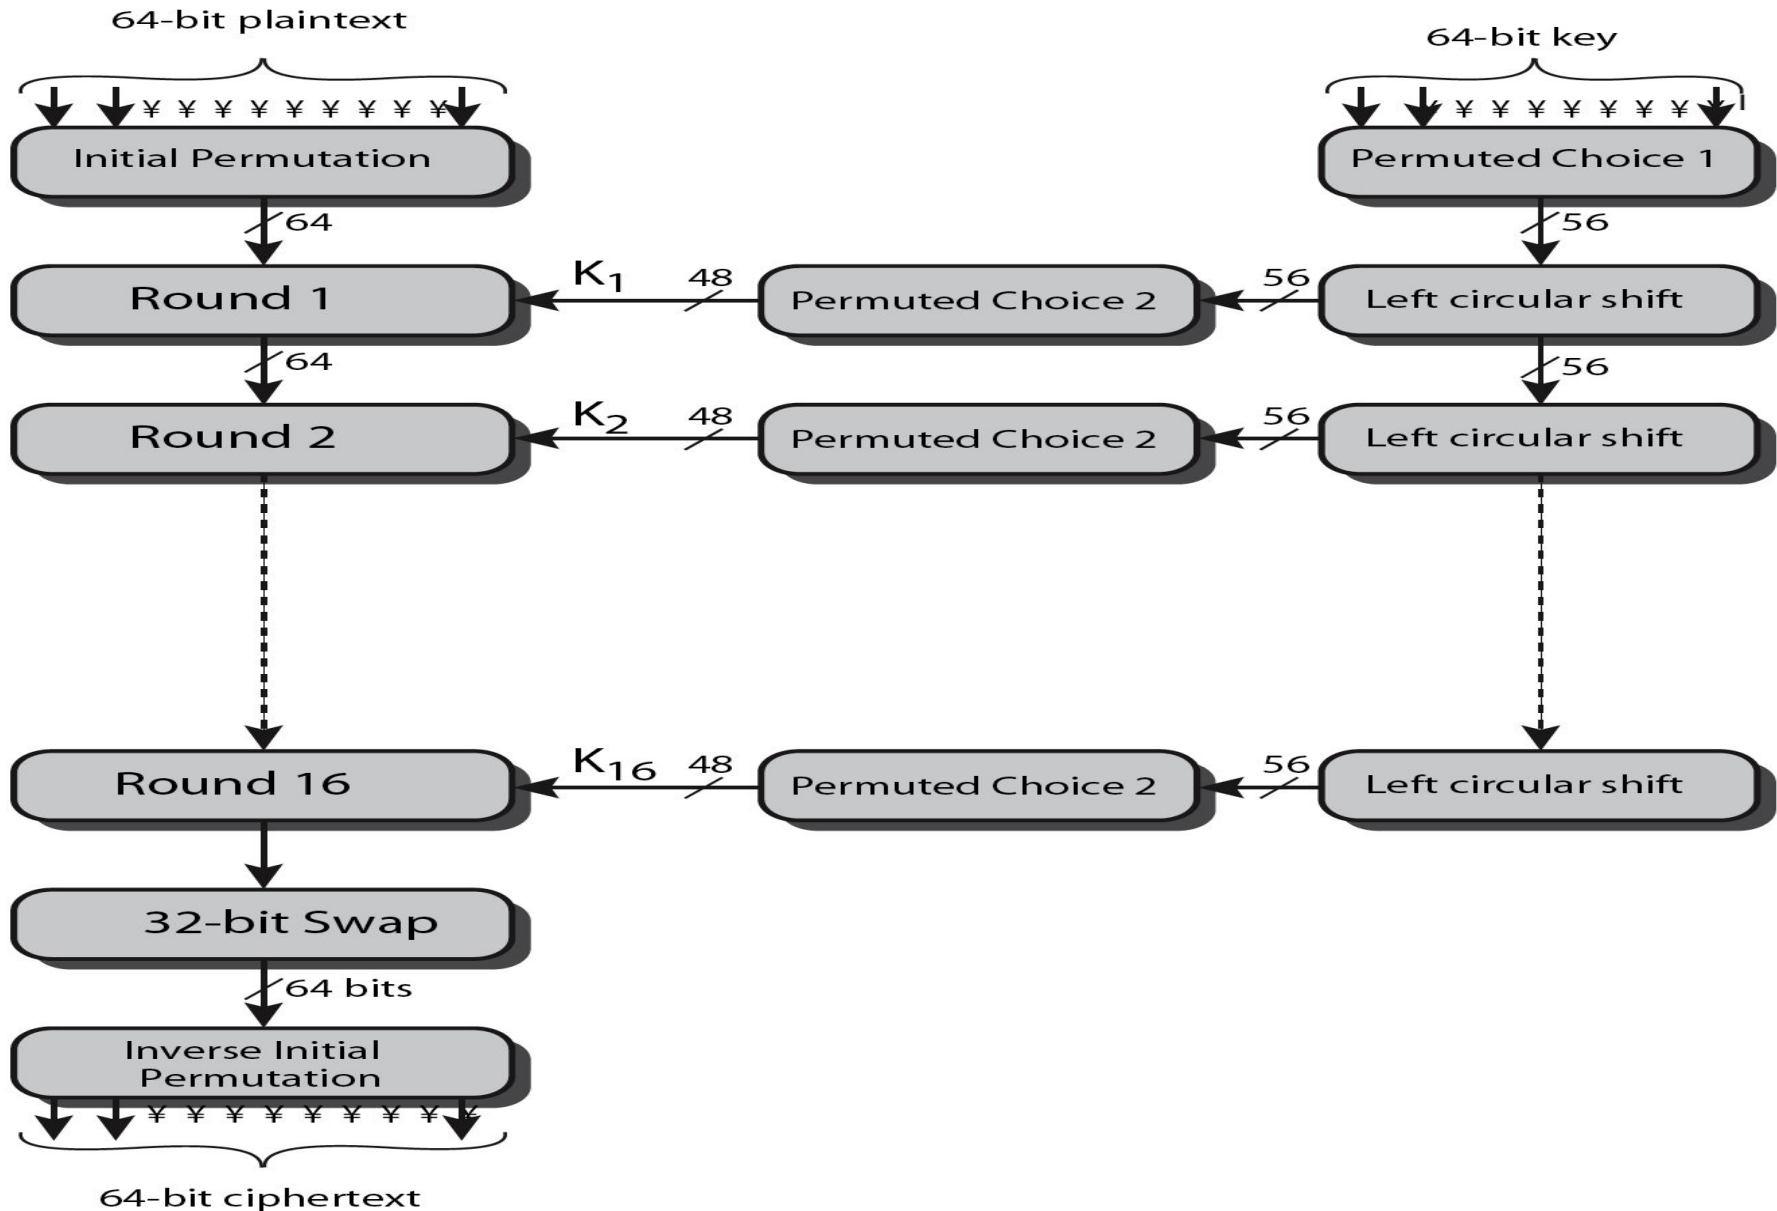 64-bit plaintext
64-bit key
¥ ¥ ¥ ¥ ¥ ¥ ¥ ¥ ¥
¥ ¥ ¥ ¥ ¥ ¥ ¥ ¥ ¥
Initial Permutation
Permuted Choice 1
64
56
Round 1
K1
48
Permuted Choice 2
56
Left circular shift
64
56
Round 2
K2
48
Permuted Choice 2
56
Left circular shift
Round 16
K16
48
Permuted Choice 2
56
Left circular shift
32-bit Swap
64 bits
Inverse Initial
Permutation
¥ ¥ ¥ ¥ ¥ ¥ ¥ ¥ ¥
64-bit ciphertext